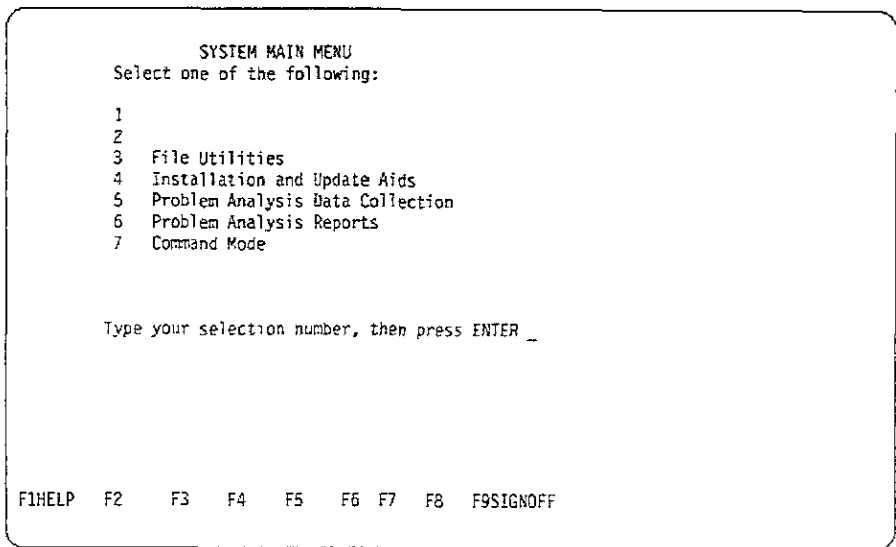 SYSTEM MAIN MENU
Select one of the following:
1
2
3 File Utilities
4 Installation and Update Aids
5 Problem Analysis Data Collection
6 Problem Analysis Reports
7 Command Mode
Type your selection number, then press ENTER _
F1HELP F2 F3 F4 F5 F6 F7 F8 F9SIGNOFF